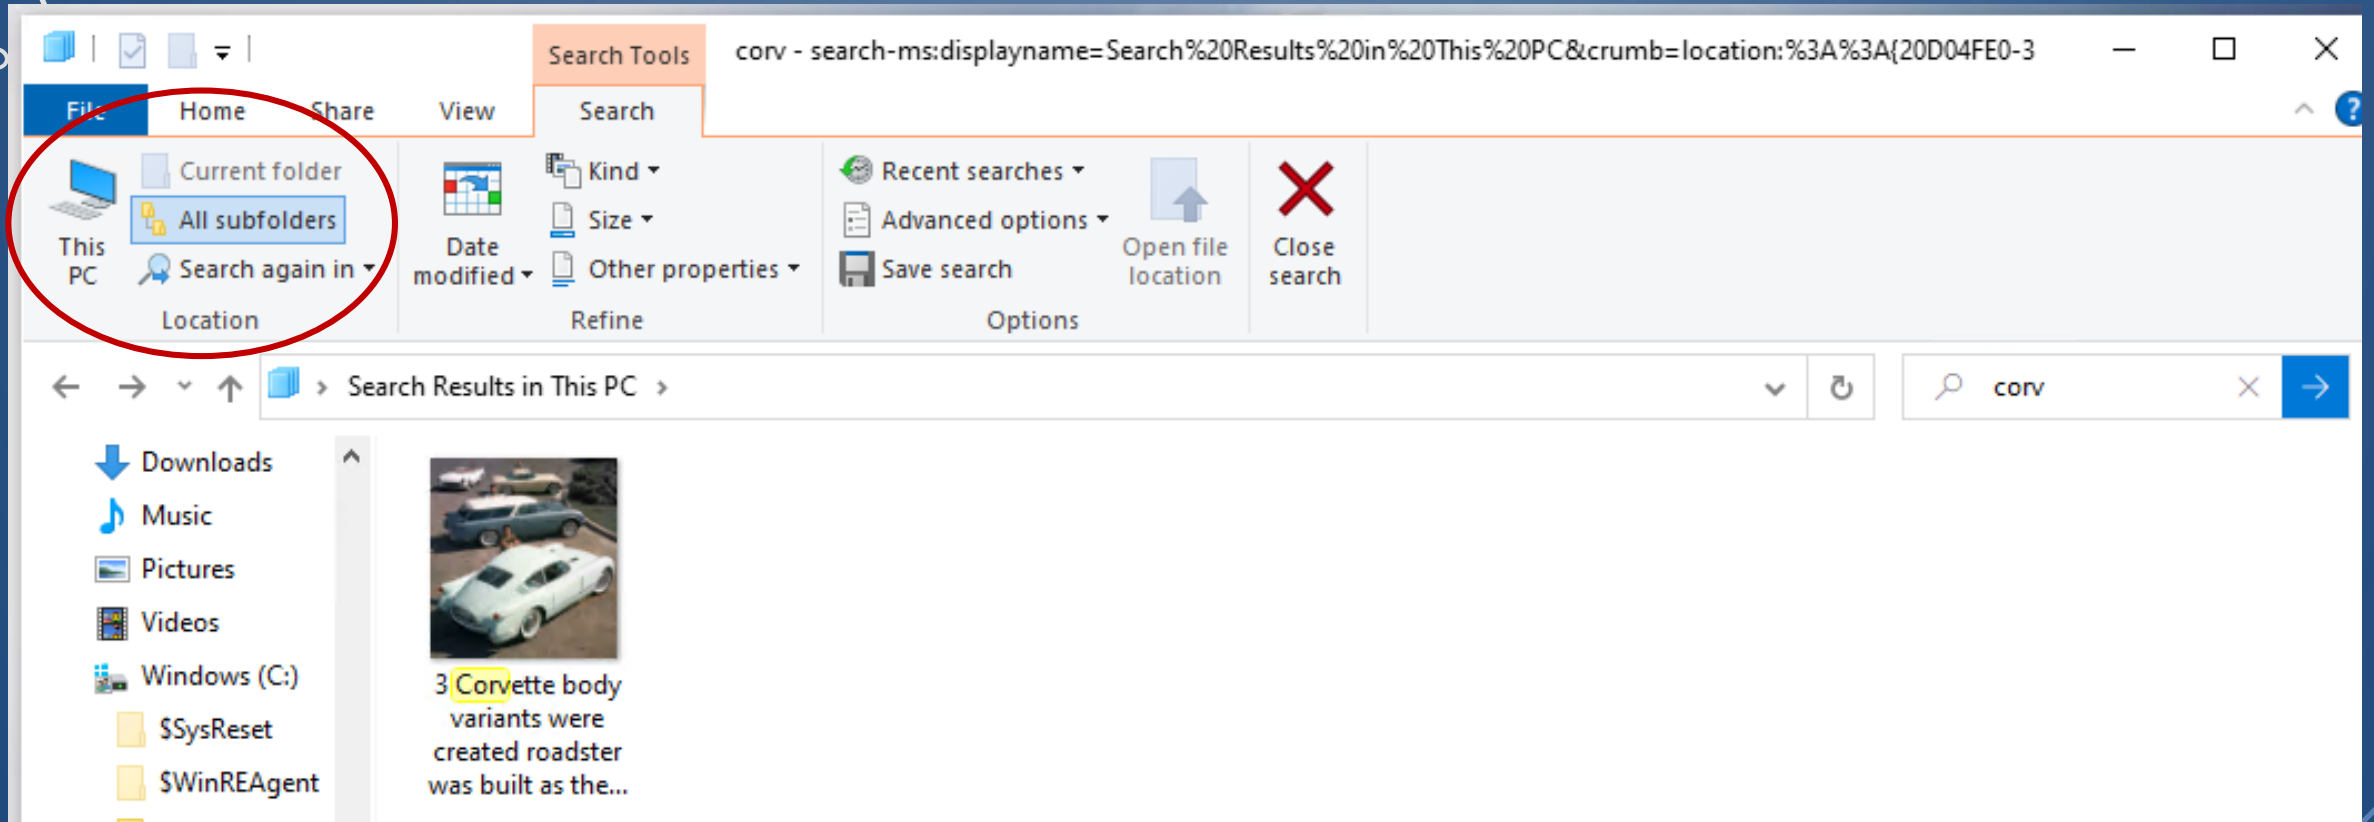 Search Tools
corv - search-ms:displayname=Search%20Results%20in%20This%20PC&crumb=location:%3A%3A{20D04FE0-3
File
Home
Share
View
Search
?
This
PC
Current folder
All subfolders
Search again in
Location
Date
modified
Kind
Size
Other properties
Refine
Recent searches
Advanced options
Save search
Open file
location
Options
Close
search
Search Results in This PC
corv
Downloads
Music
Pictures
Videos
Windows (C:)
$SysReset
$WinREAgent
3 Corvette body
variants were
created roadster
was built as the...